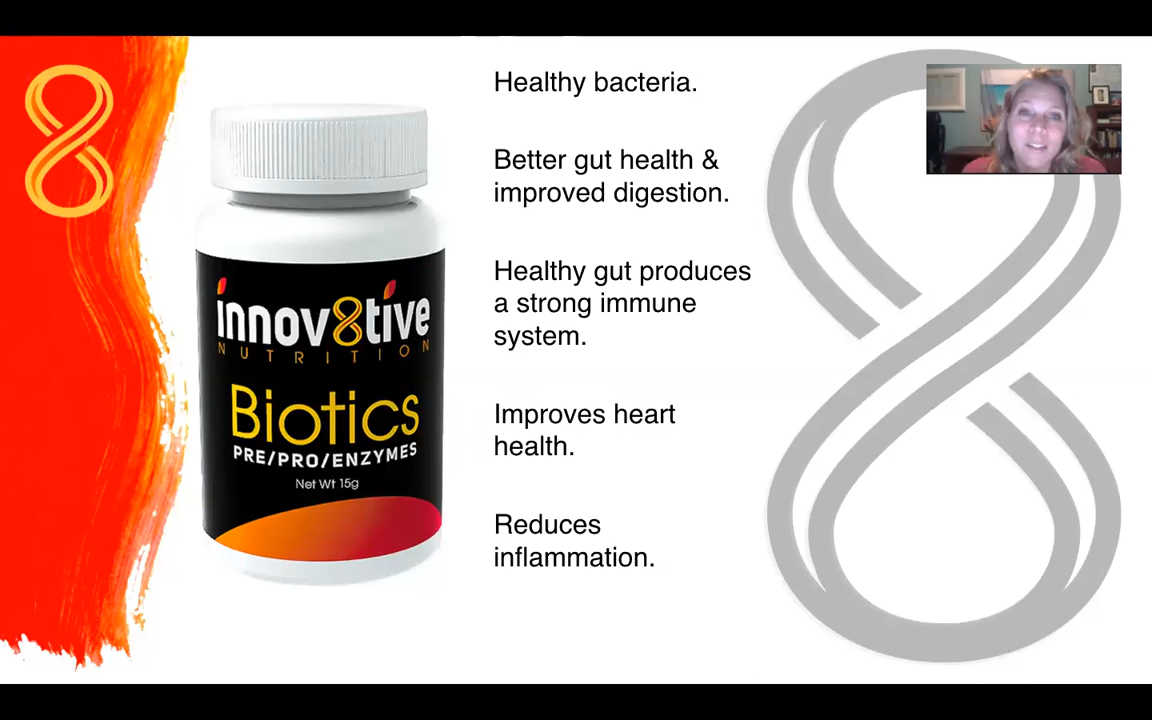 innov8tive
NUTRITION
Biotics
PRE/PRO/ENZYMES
Net Wt 15g
Healthy bacteria.
Better gut health &
improved digestion.
Healthy gut produces
a strong immune
system.
Improves heart
health.
Reduces
inflammation.